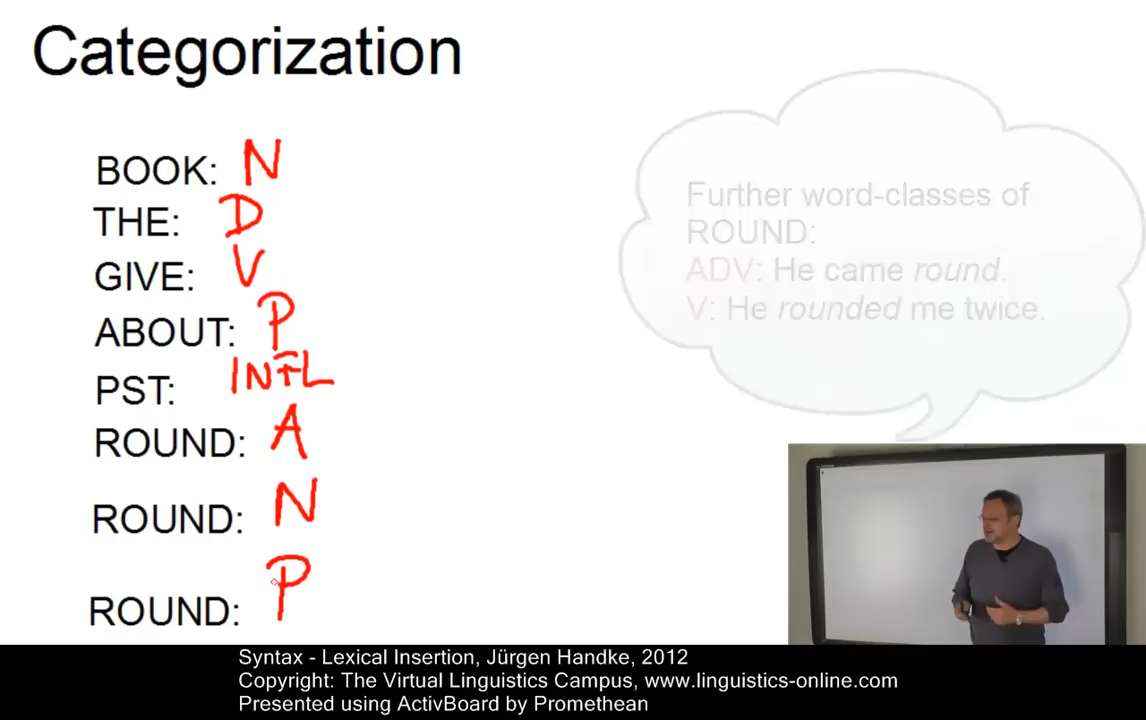 Categorization
BOOK: N
THE: D
GIVE: V
ABOUT: P
PST: INFL
ROUND: A
ROUND: N
ROUND: P
Further word-classes of
ROUND:
ADV: He came round.
V: He rounded me twice.
Syntax - Lexical Insertion, Jürgen Handke, 2012
Copyright: The Virtual Linguistics Campus, www.linguistics-online.com
Presented using ActivBoard by Promethean